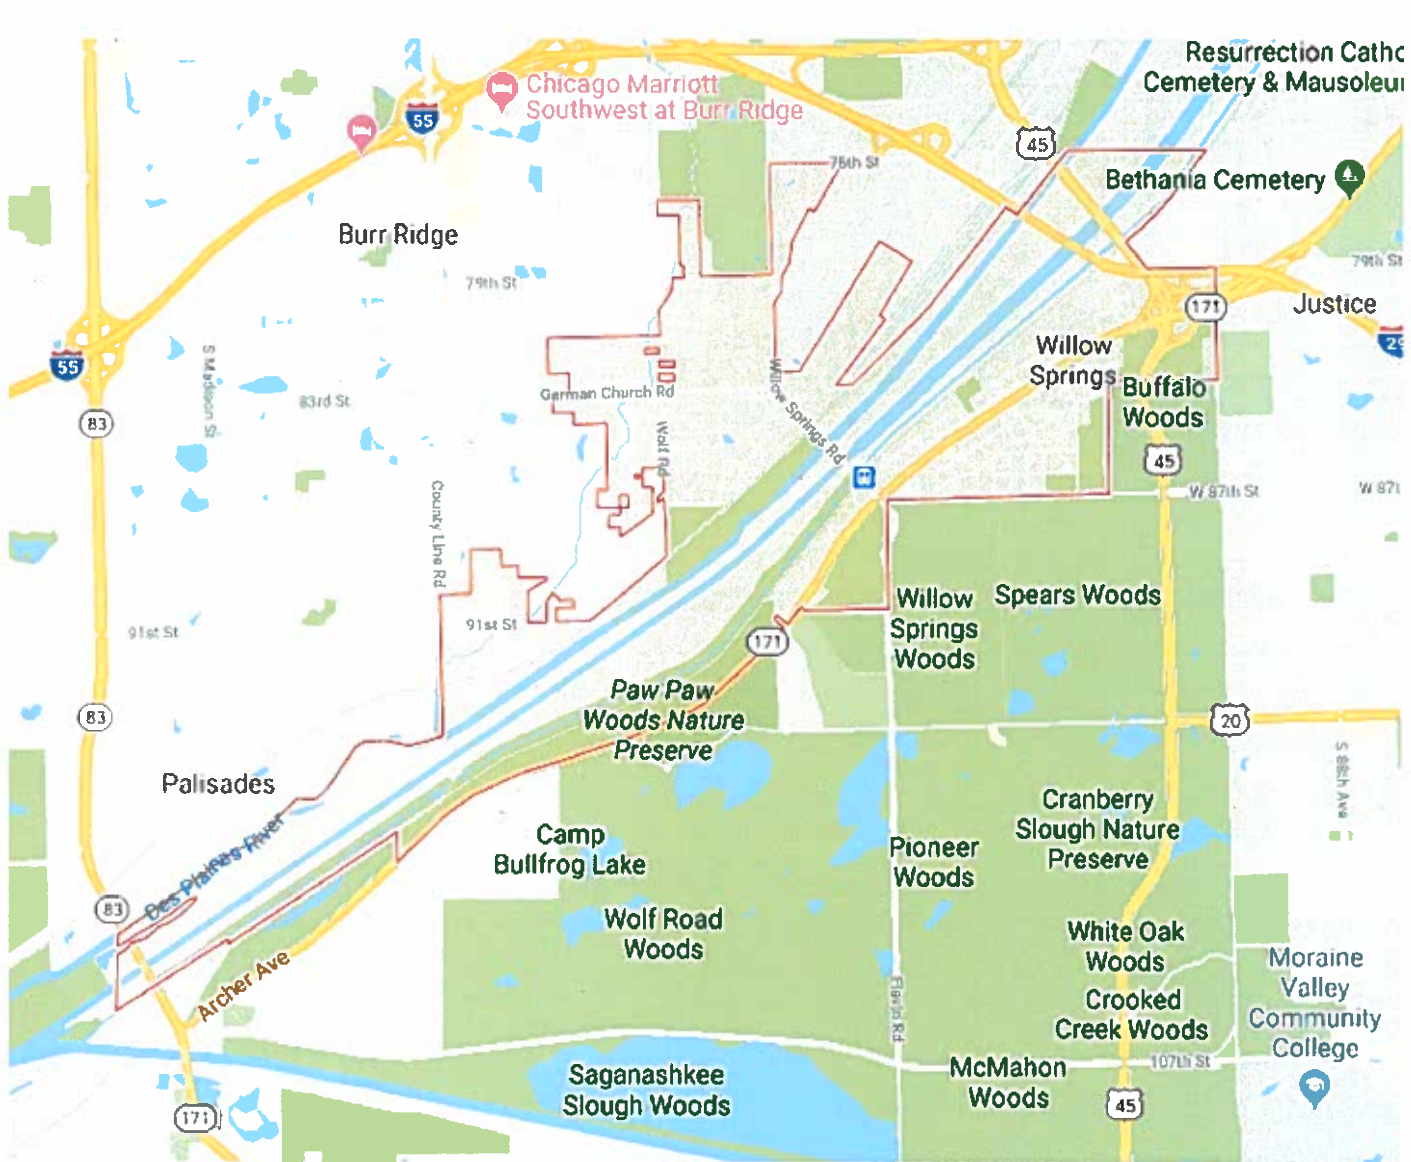 Resurrection Catho
Cemetery & Mausoleu
Chicago Marriott
Southwest at Burr Ridge
55
45
75th St
Bethania Cemetery
Burr Ridge
79th St
79th St
171
Justice
29
Willow
Springs
55
S Madison St
83rd St
German Church Rd
Willow Springs Rd
Buffalo
Woods
83
Wolf Rd
45
W 87th St
W 87t
County Line Rd
91st St
91st St
171
Willow
Springs
Woods
Spears Woods
83
Paw Paw
Woods Nature
Preserve
20
S 88th Ave
Palisades
Des Plaines River
Camp
Bullfrog Lake
Cranberry
Slough Nature
Preserve
Pioneer
Woods
83
Wolf Road
Woods
White Oak
Woods
Archer Ave
Flavin Rd
Crooked
Creek Woods
Moraine
Valley
Community
College
107th St
Saganashkee
Slough Woods
McMahon
Woods
171
45